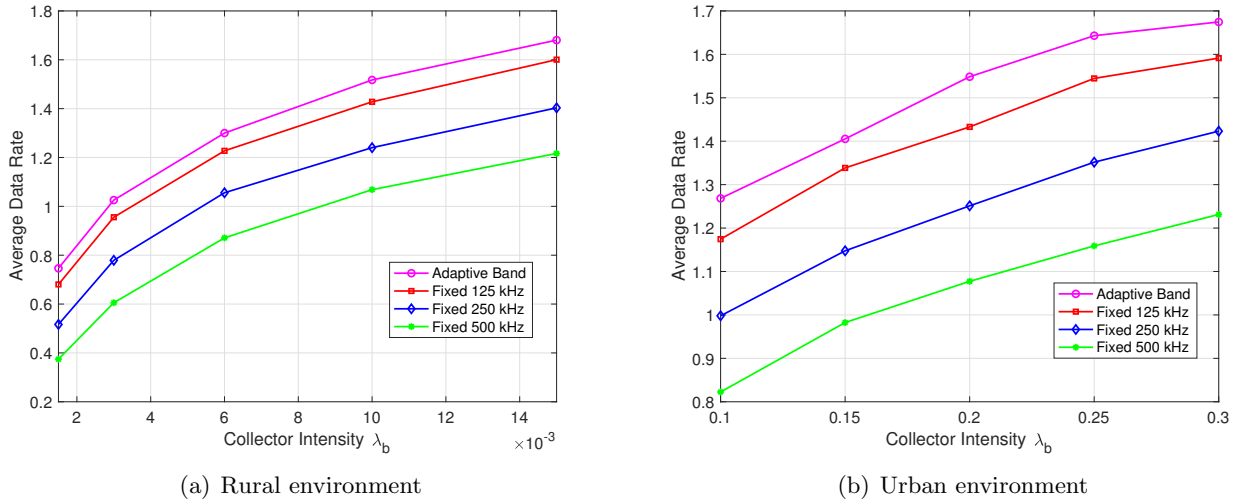 1.8
1.6
1.4
1.2
1
0.8
0.6
0.4
0.2
Average Data Rate
Adaptive Band
Fixed 125 kHz
Fixed 250 kHz
Fixed 500 kHz
2 4 6 8 10 12 14
Collector Intensity λb
×10-3
(a) Rural environment
1.7
1.6
1.5
1.4
1.3
1.2
1.1
1
0.9
0.8
Average Data Rate
Adaptive Band
Fixed 125 kHz
Fixed 250 kHz
Fixed 500 kHz
0.1 0.15 0.2 0.25 0.3
Collector Intensity λb
(b) Urban environment